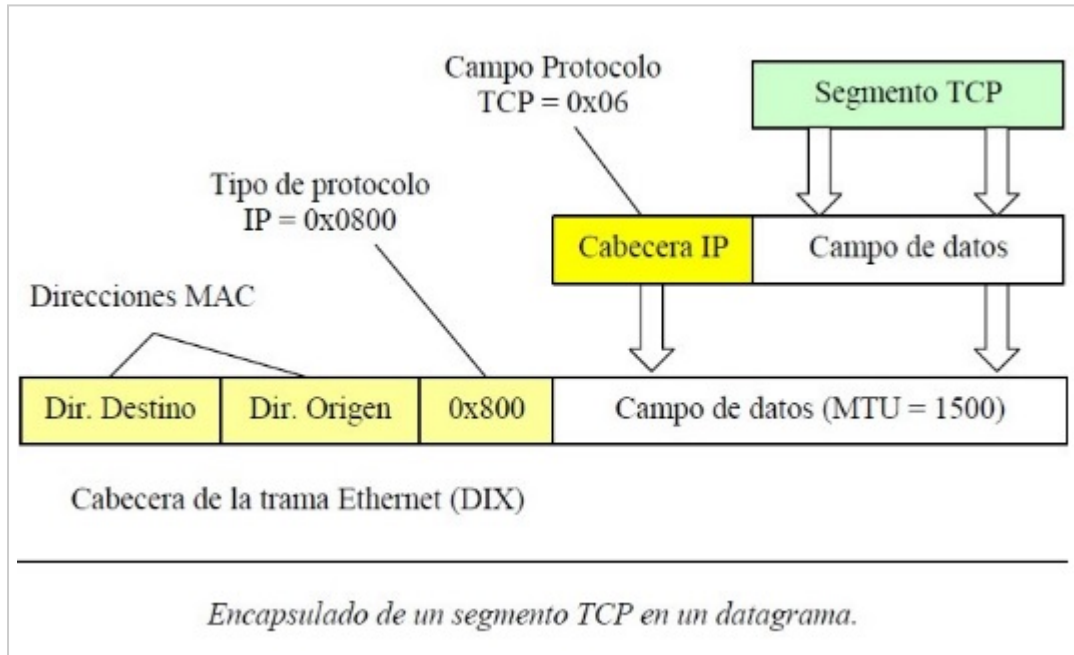 Campo Protocolo
TCP = 0x06
Segmento TCP
Tipo de protocolo
IP = 0x0800
Cabecera IP
Campo de datos
Direcciones MAC
Dir. Destino
Dir. Origen
0x800
Campo de datos (MTU = 1500)
Cabecera de la trama Ethernet (DIX)
Encapsulado de un segmento TCP en un datagrama.